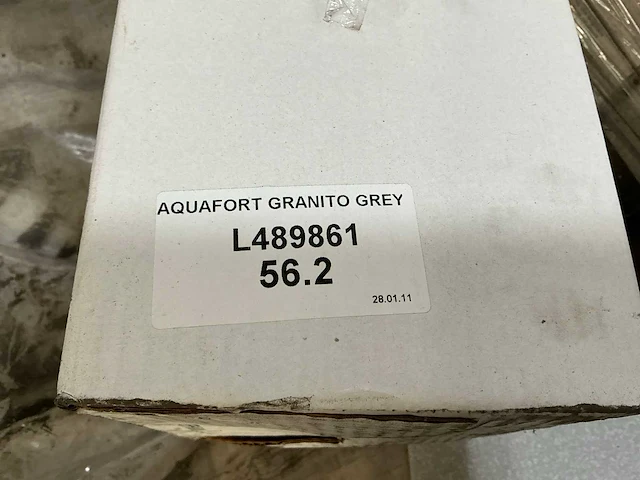 AQUAFORT GRANITO GREY
L489861
56.2
28.01.11